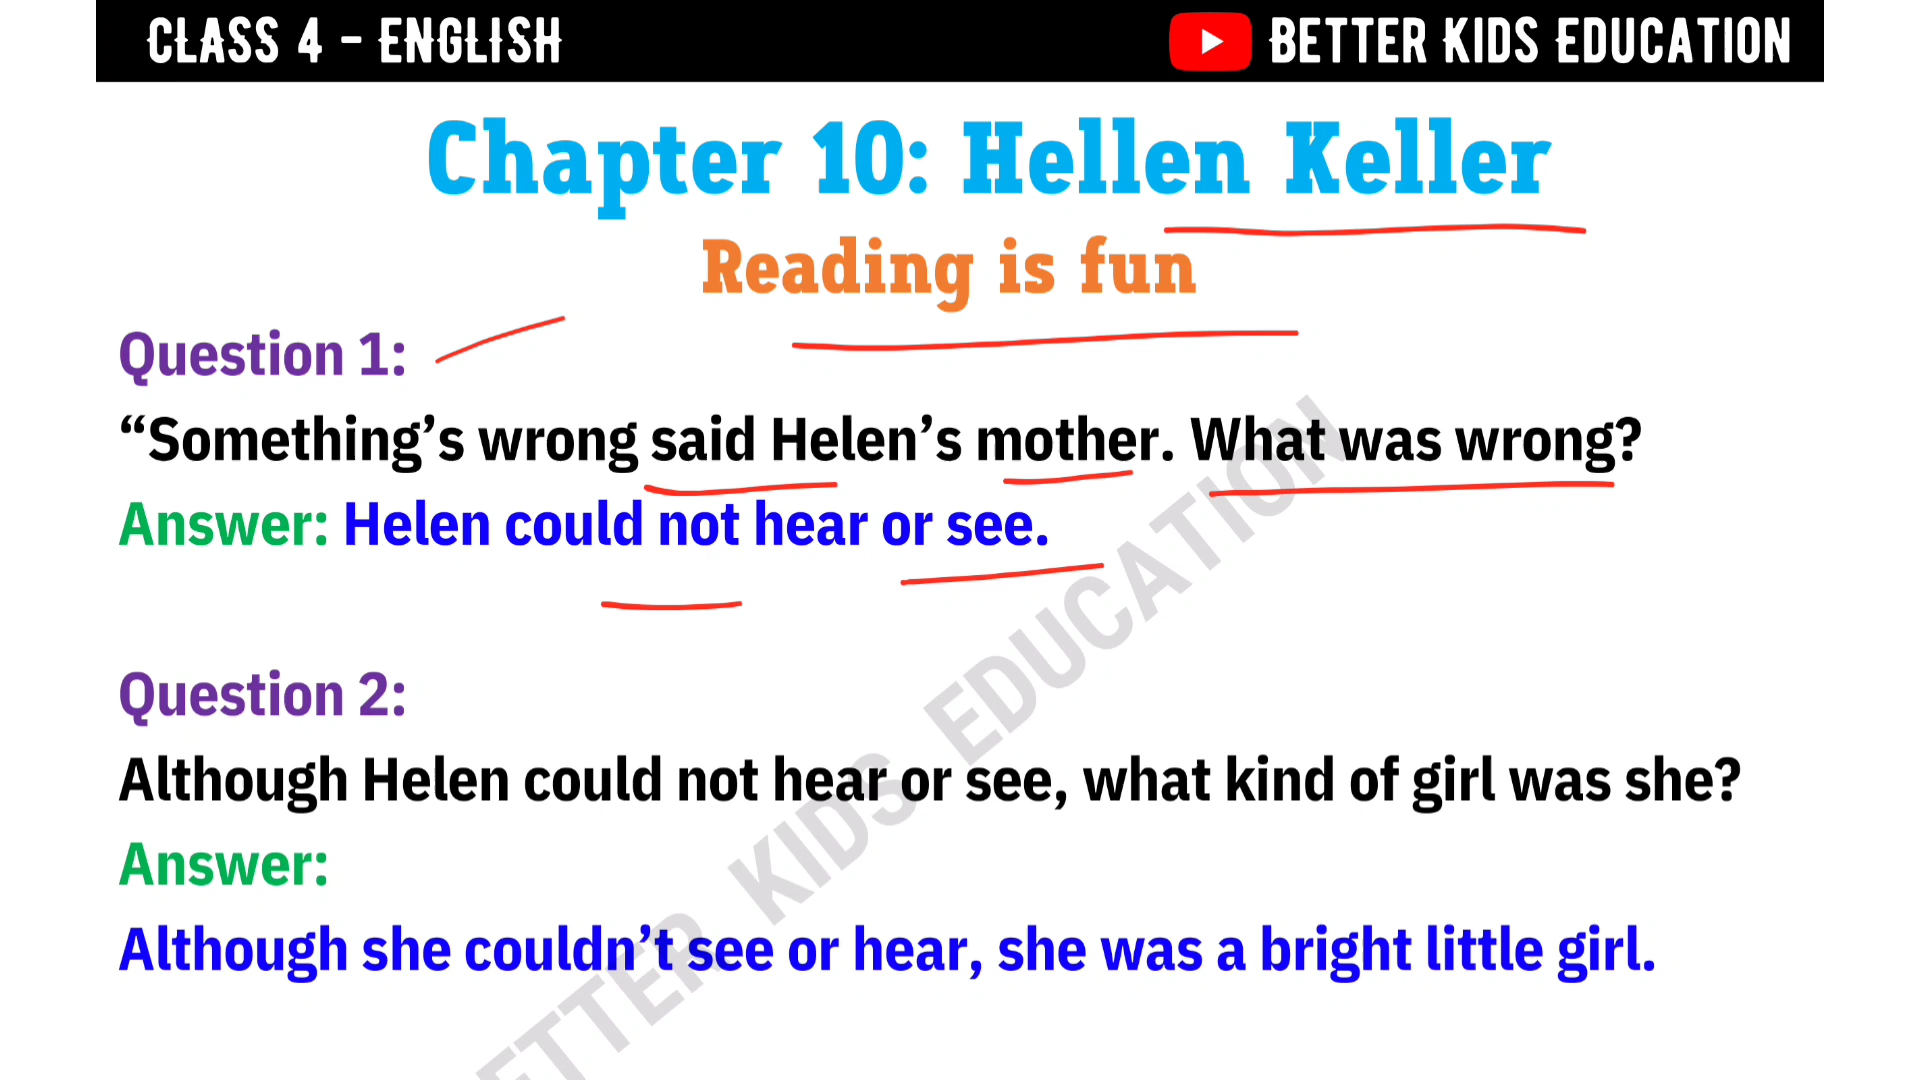 CLASS 4 - ENGLISH
BETTER KIDS EDUCATION
Chapter 10: Hellen Keller
Reading is fun
Question 1:
“Something’s wrong said Helen’s mother. What was wrong?
Answer: Helen could not hear or see.
Question 2:
Although Helen could not hear or see, what kind of girl was she?
Answer:
Although she couldn’t see or hear, she was a bright little girl.
ETTER KIDS EDUCATION